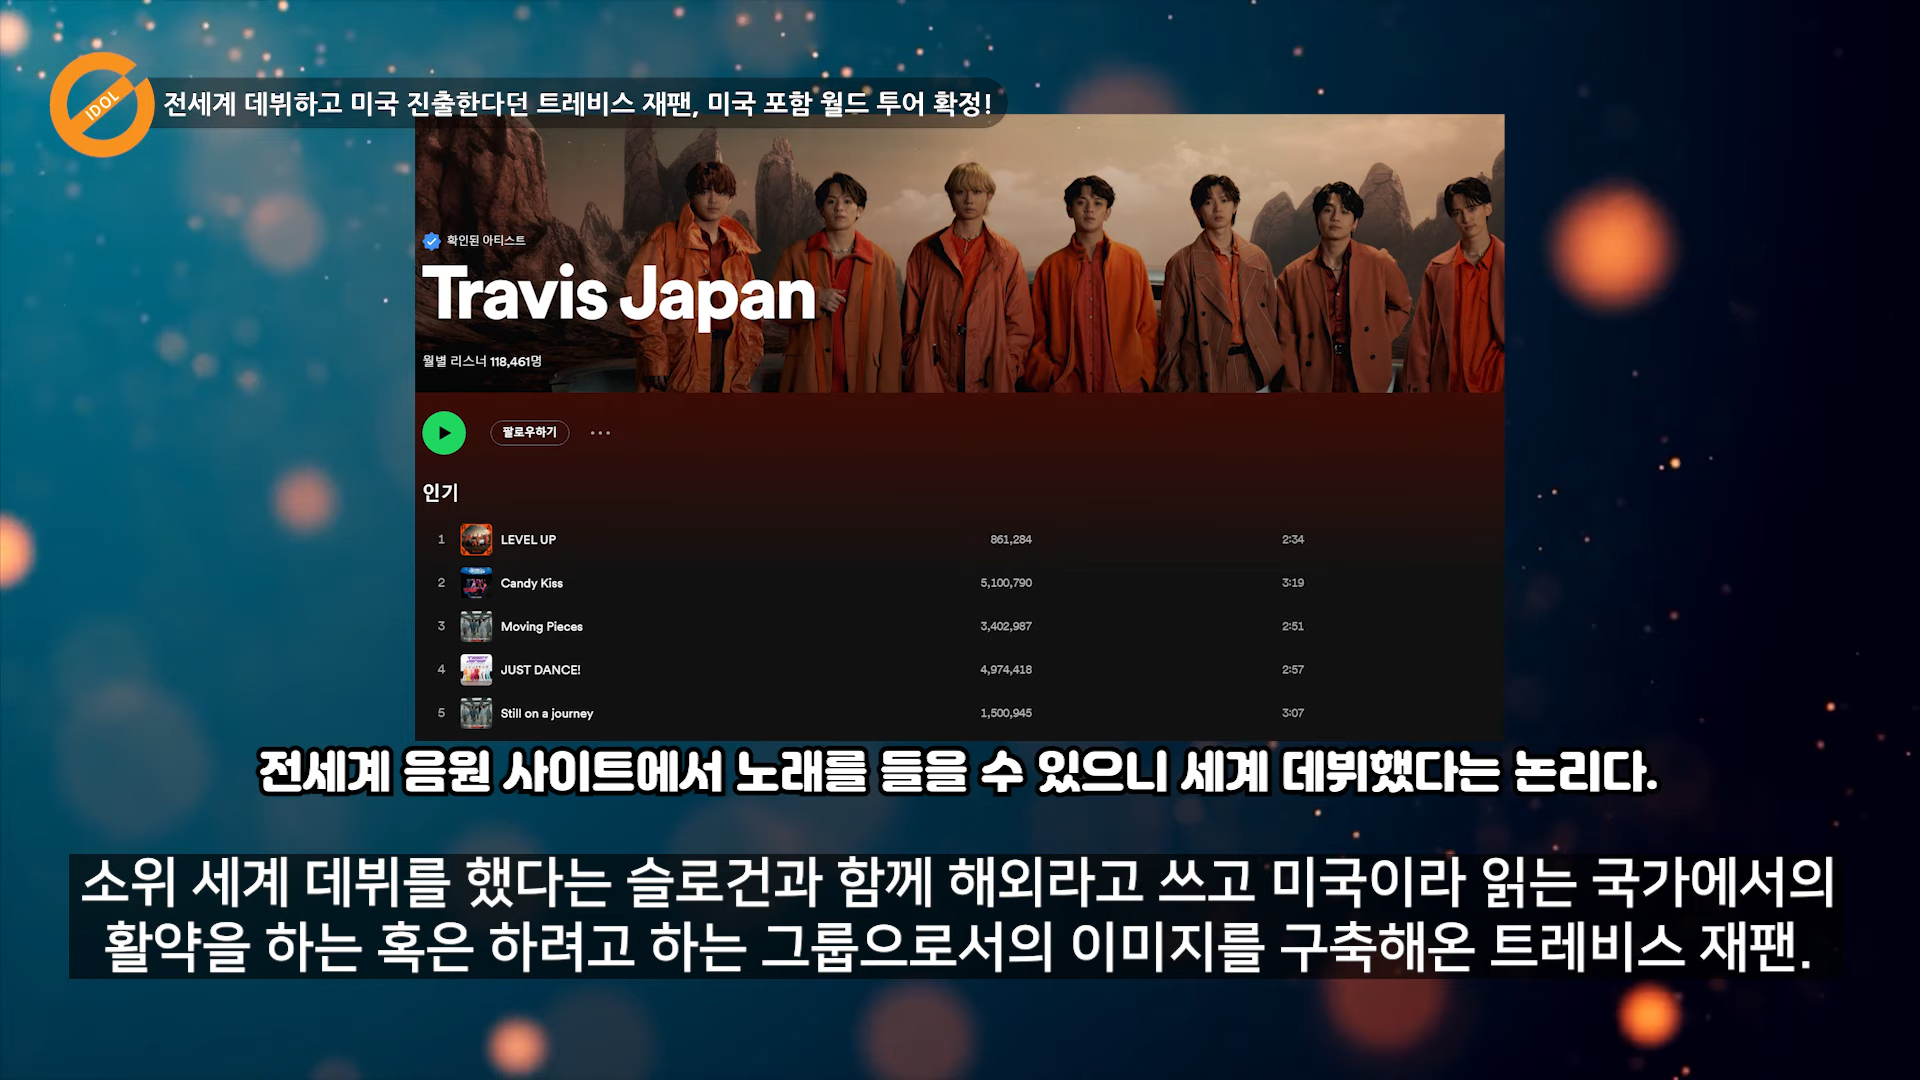 IDOL
전세계 데뷔하고 미국 진출한다던 트레비스 재팬, 미국 포함 월드 투어 확정!
확인된 아티스트
Travis Japan
월별 리스너 118,461명
팔로우하기
인기
1 LEVEL UP 861,284 2:34
2 Candy Kiss 5,100,790 3:19
3 Moving Pieces 3,402,987 2:51
4 JUST DANCE! 4,974,418 2:57
5 Still on a journey 1,500,945 3:07
전세계 음원 사이트에서 노래를 들을 수 있으니 세계 데뷔했다는 논리다.
소위 세계 데뷔를 했다는 슬로건과 함께 해외라고 쓰고 미국이라 읽는 국가에서의
활약을 하는 혹은 하려고 하는 그룹으로서의 이미지를 구축해온 트레비스 재팬.